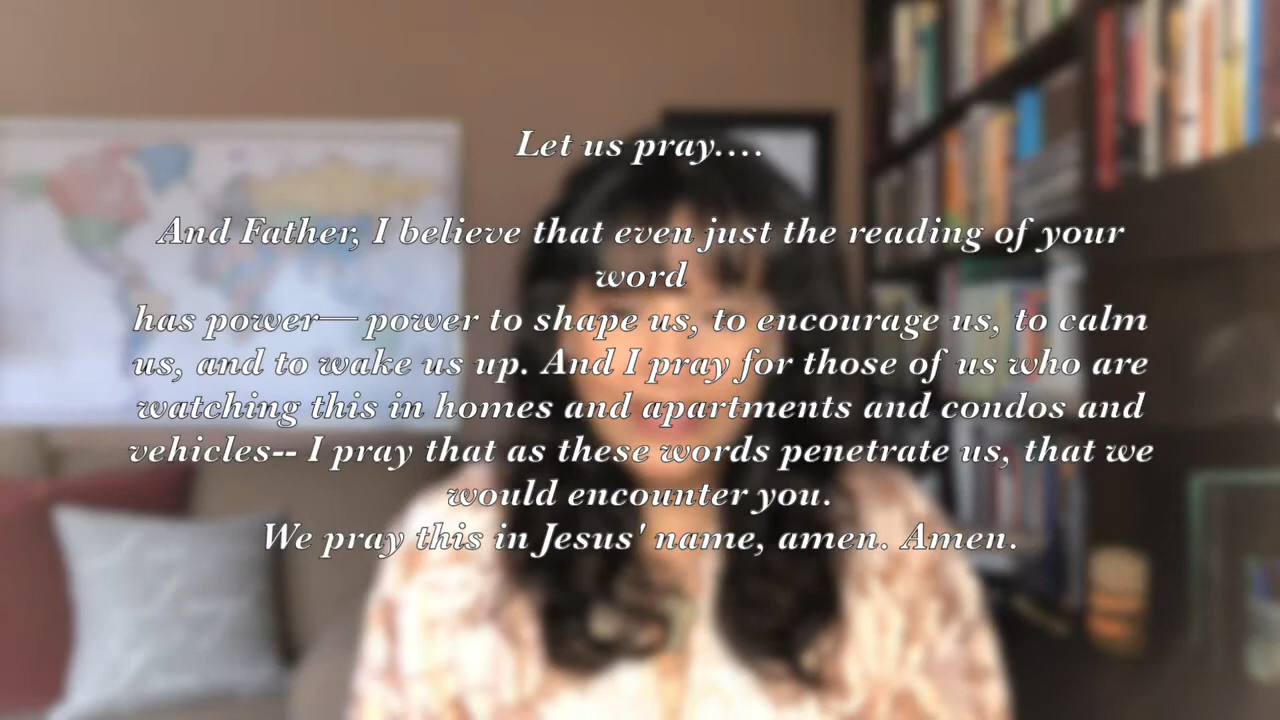 Let us pray....
And Father, I believe that even just the reading of your
word
has power— power to shape us, to encourage us, to calm
us, and to wake us up. And I pray for those of us who are
watching this in homes and apartments and condos and
vehicles-- I pray that as these words penetrate us, that we
would encounter you.
We pray this in Jesus' name, amen. Amen.